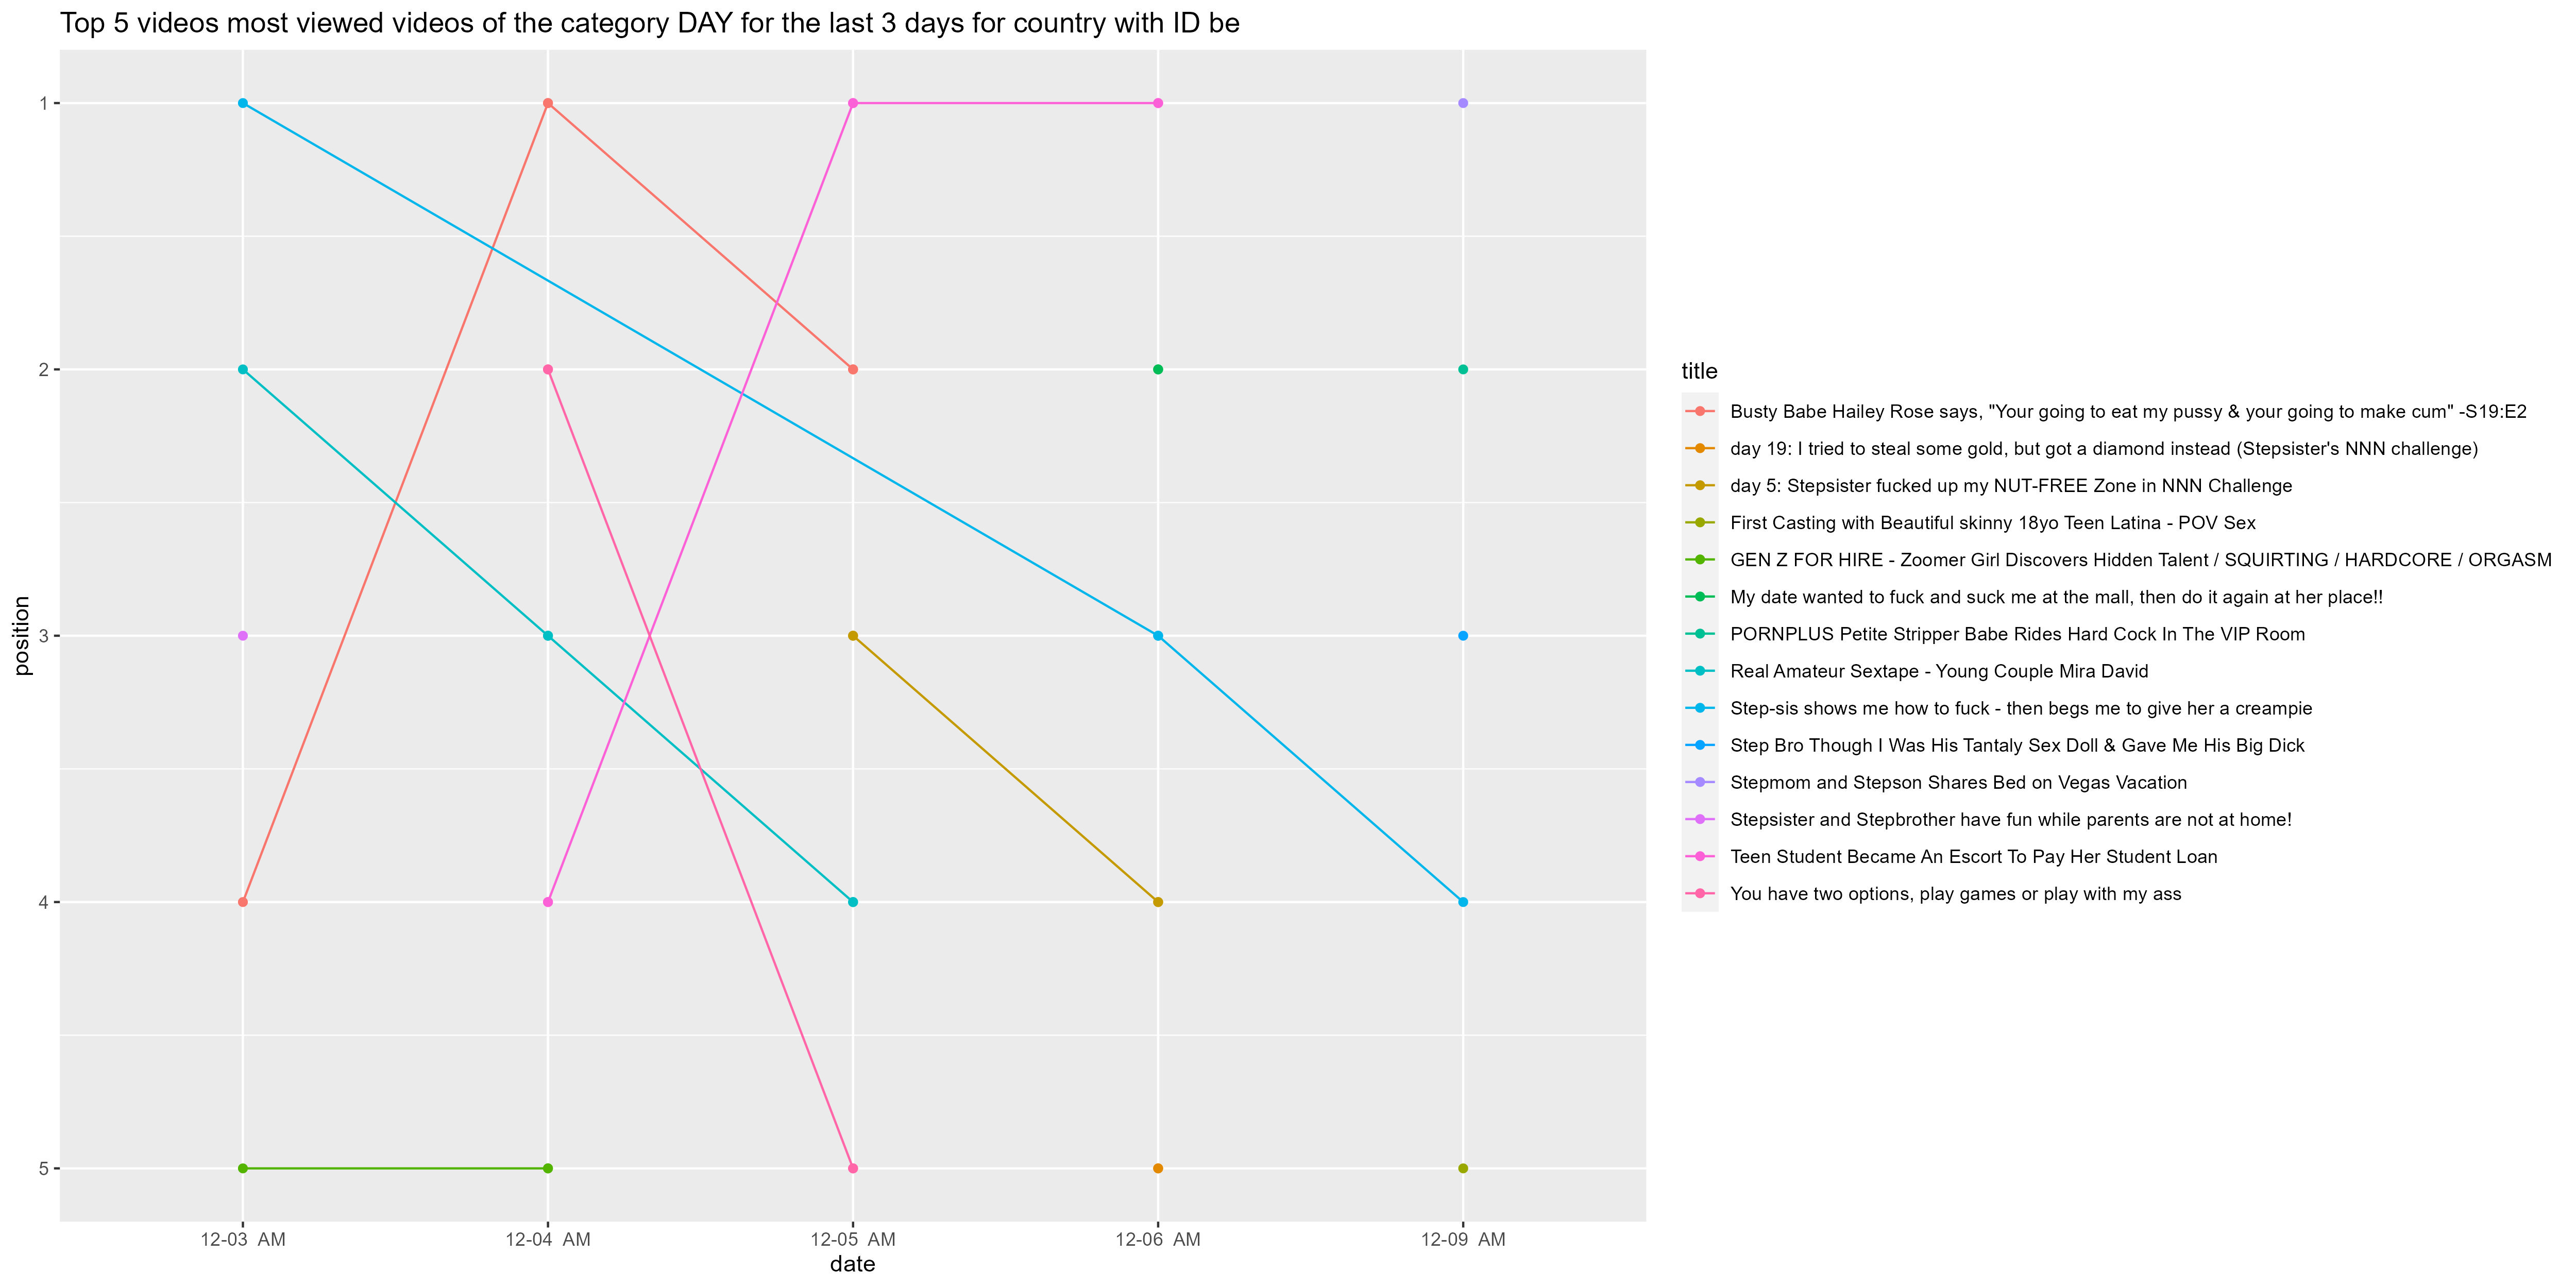 Top 5 videos most viewed videos of the category DAY for the last 3 days for country with ID be
position
1
2
3
4
5
12-03 AM
12-04 AM
12-05 AM
12-06 AM
12-09 AM
date
title
Busty Babe Hailey Rose says, "Your going to eat my pussy & your going to make cum" -S19:E2
day 19: I tried to steal some gold, but got a diamond instead (Stepsister's NNN challenge)
day 5: Stepsister fucked up my NUT-FREE Zone in NNN Challenge
First Casting with Beautiful skinny 18yo Teen Latina - POV Sex
GEN Z FOR HIRE - Zoomer Girl Discovers Hidden Talent / SQUIRTING / HARDCORE / ORGASM
My date wanted to fuck and suck me at the mall, then do it again at her place!!
PORNPLUS Petite Stripper Babe Rides Hard Cock In The VIP Room
Real Amateur Sextape - Young Couple Mira David
Step-sis shows me how to fuck - then begs me to give her a creampie
Step Bro Though I Was His Tantaly Sex Doll & Gave Me His Big Dick
Stepmom and Stepson Shares Bed on Vegas Vacation
Stepsister and Stepbrother have fun while parents are not at home!
Teen Student Became An Escort To Pay Her Student Loan
You have two options, play games or play with my ass